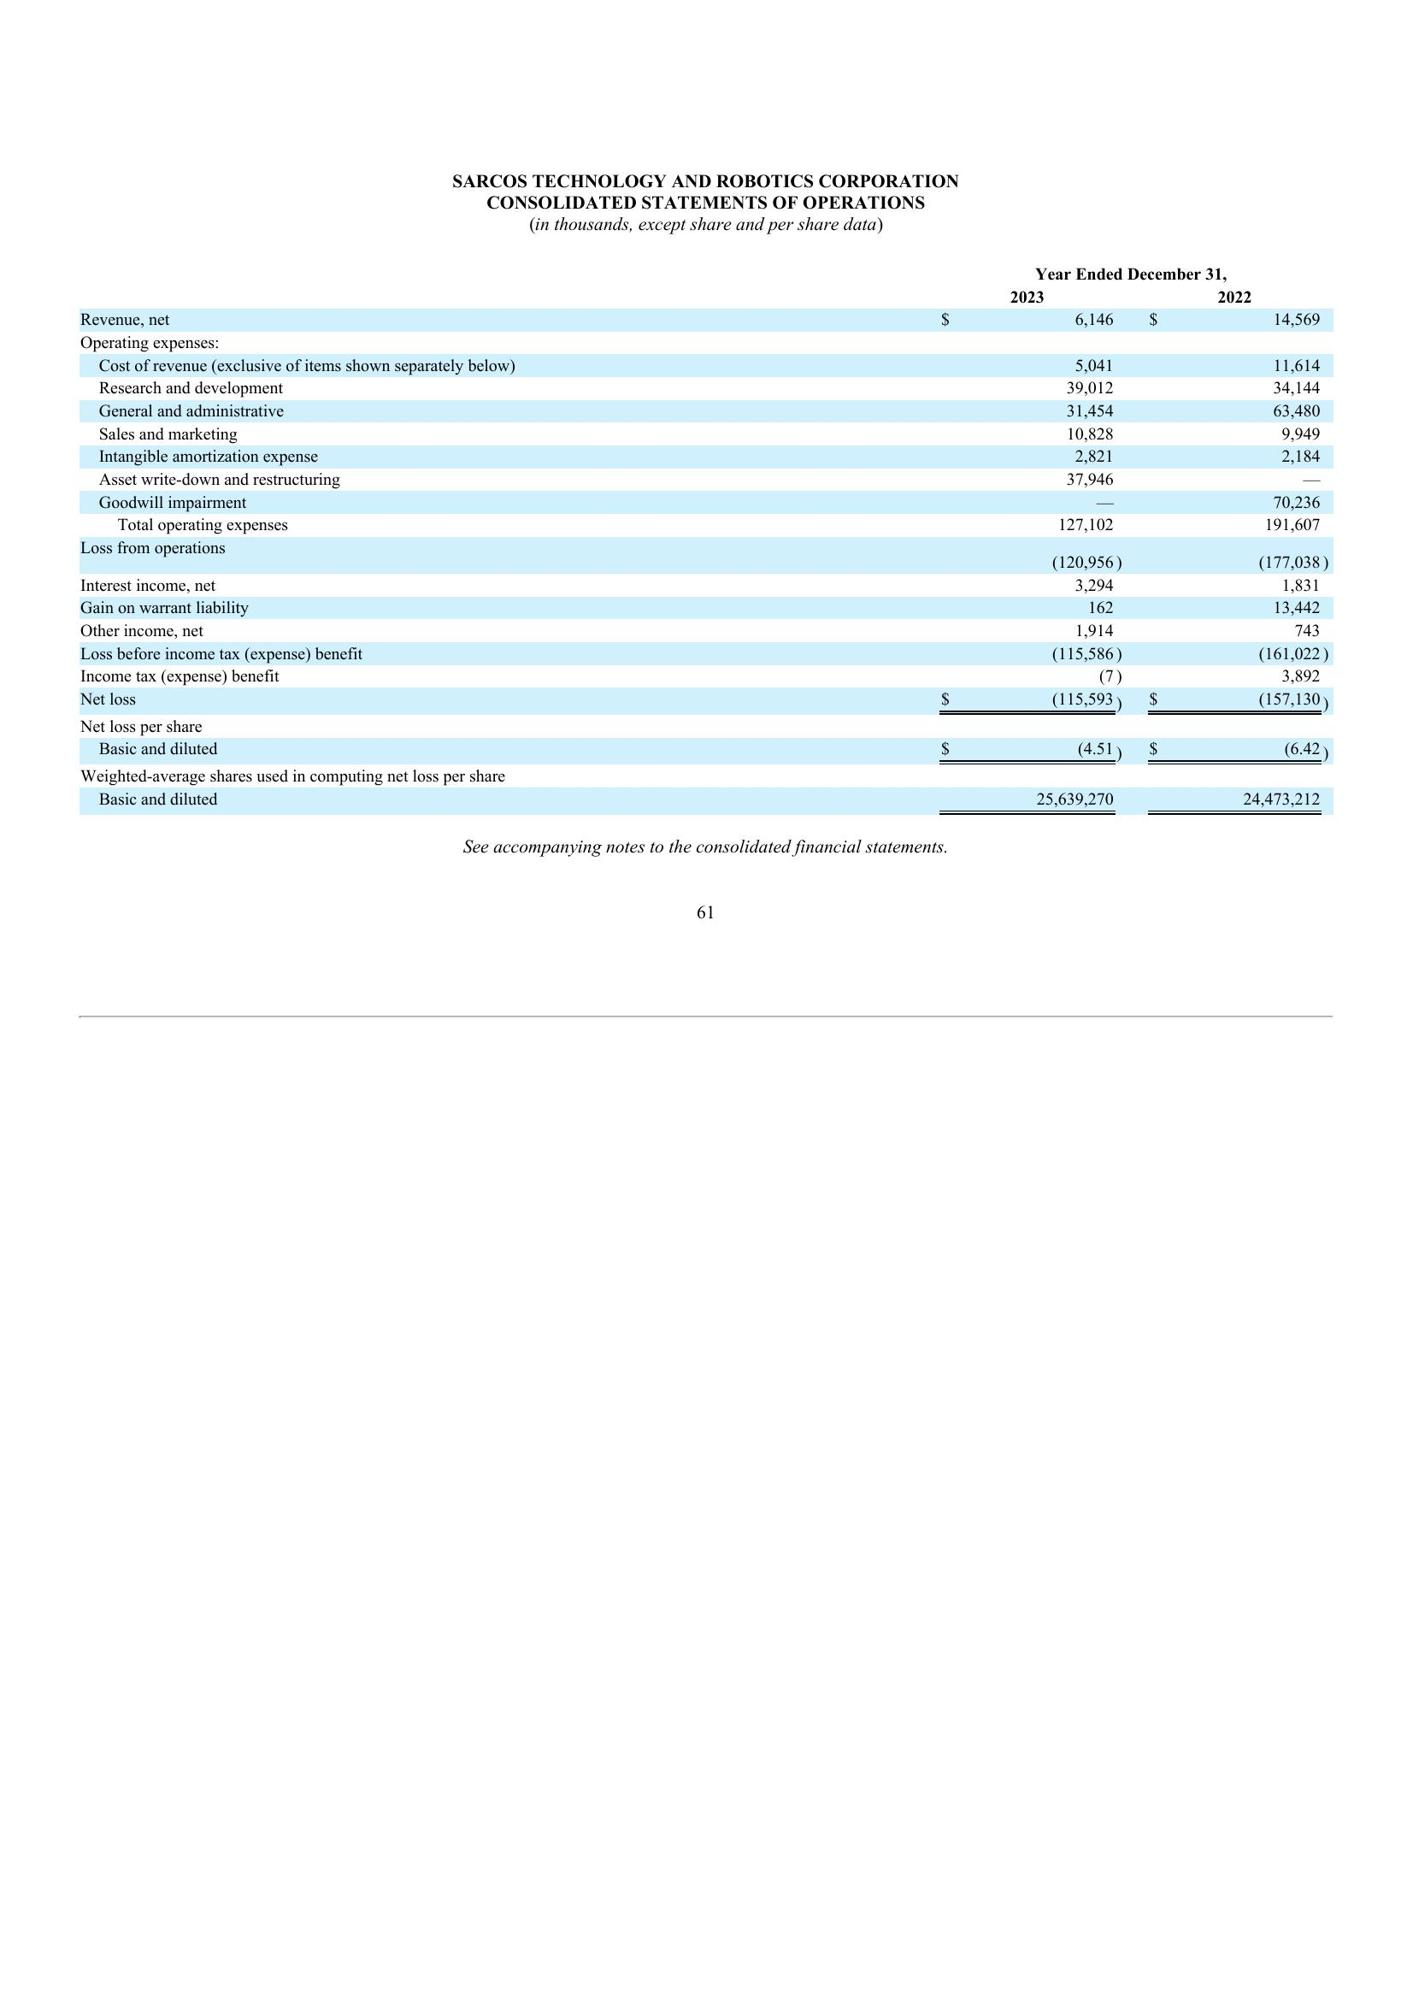 SARCOS TECHNOLOGY AND ROBOTICS CORPORATION
CONSOLIDATED STATEMENTS OF OPERATIONS
(in thousands, except share and per share data)
Year Ended December 31,
2023 2022
Revenue, net $ 6,146 $ 14,569
Operating expenses:
Cost of revenue (exclusive of items shown separately below) 5,041 11,614
Research and development 39,012 34,144
General and administrative 31,454 63,480
Sales and marketing 10,828 9,949
Intangible amortization expense 2,821 2,184
Asset write-down and restructuring 37,946 —
Goodwill impairment — 70,236
Total operating expenses 127,102 191,607
Loss from operations (120,956) (177,038)
Interest income, net 3,294 1,831
Gain on warrant liability 162 13,442
Other income, net 1,914 743
Loss before income tax (expense) benefit (115,586) (161,022)
Income tax (expense) benefit (7) 3,892
Net loss $ (115,593) $ (157,130)
Net loss per share
Basic and diluted $ (4.51) $ (6.42)
Weighted-average shares used in computing net loss per share
Basic and diluted 25,639,270 24,473,212
See accompanying notes to the consolidated financial statements.
61